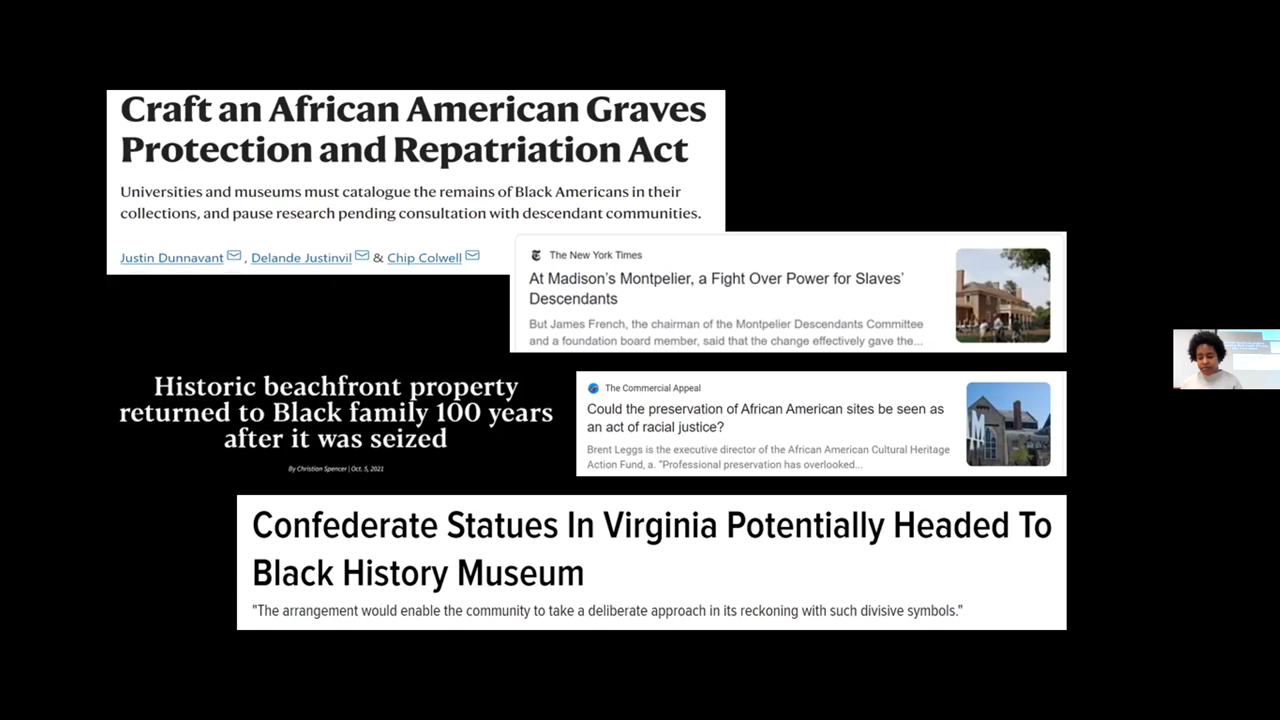 Craft an African American Graves
Protection and Repatriation Act
Universities and museums must catalogue the remains of Black Americans in their
collections, and pause research pending consultation with descendant communities.
Justin Dunnavant , Delande Justinvil & Chip Colwell
The New York Times
At Madison's Montpelier, a Fight Over Power for Slaves'
Descendants
But James French, the chairman of the Montpelier Descendants Committee
and a foundation board member, said that the change effectively gave the...
Historic beachfront property
returned to Black family 100 years
after it was seized
By Christian Spencer | Oct. 5, 2021
The Commercial Appeal
Could the preservation of African American sites be seen as
an act of racial justice?
Brent Leggs is the executive director of the African American Cultural Heritage
Action Fund, a. "Professional preservation has overlooked...
Confederate Statues In Virginia Potentially Headed To
Black History Museum
"The arrangement would enable the community to take a deliberate approach in its reckoning with such divisive symbols."